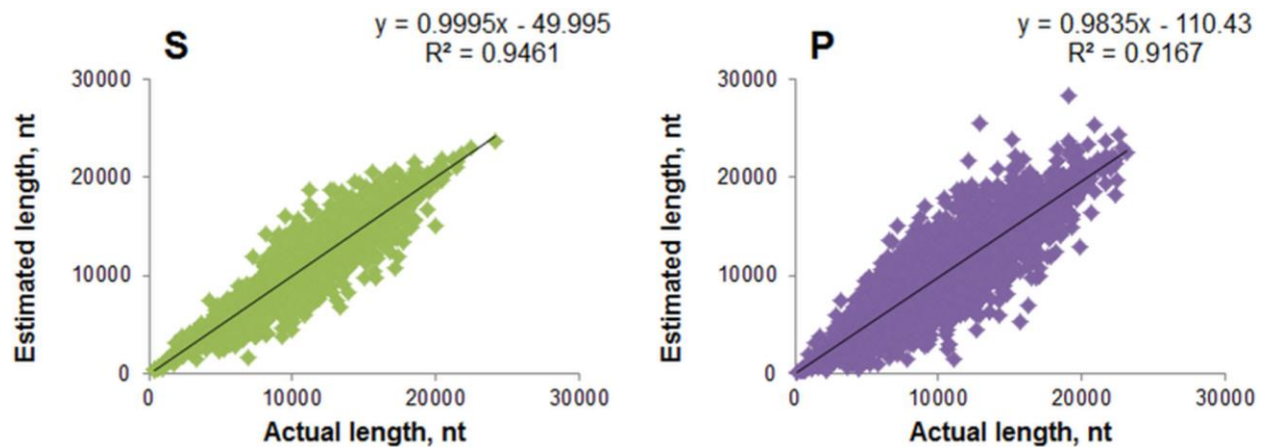 S
y = 0.9995x - 49.995
R² = 0.9461
Estimated length, nt
30000
20000
10000
0
0 10000 20000 30000
Actual length, nt
P
y = 0.9835x - 110.43
R² = 0.9167
Estimated length, nt
30000
20000
10000
0
0 10000 20000 30000
Actual length, nt